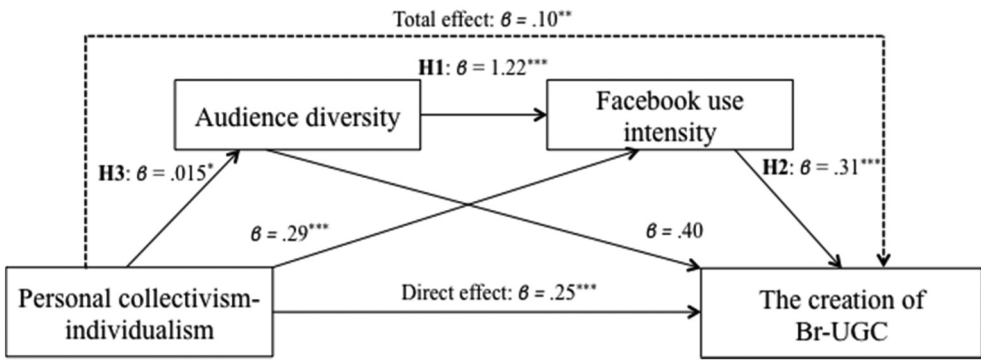 Total effect: β = .10**
H1: β = 1.22***
Audience diversity
Facebook use
intensity
H3: β = .015*
H2: β = .31***
β = .29***
β = .40
Personal collectivism-
individualism
Direct effect: β = .25***
The creation of
Br-UGC